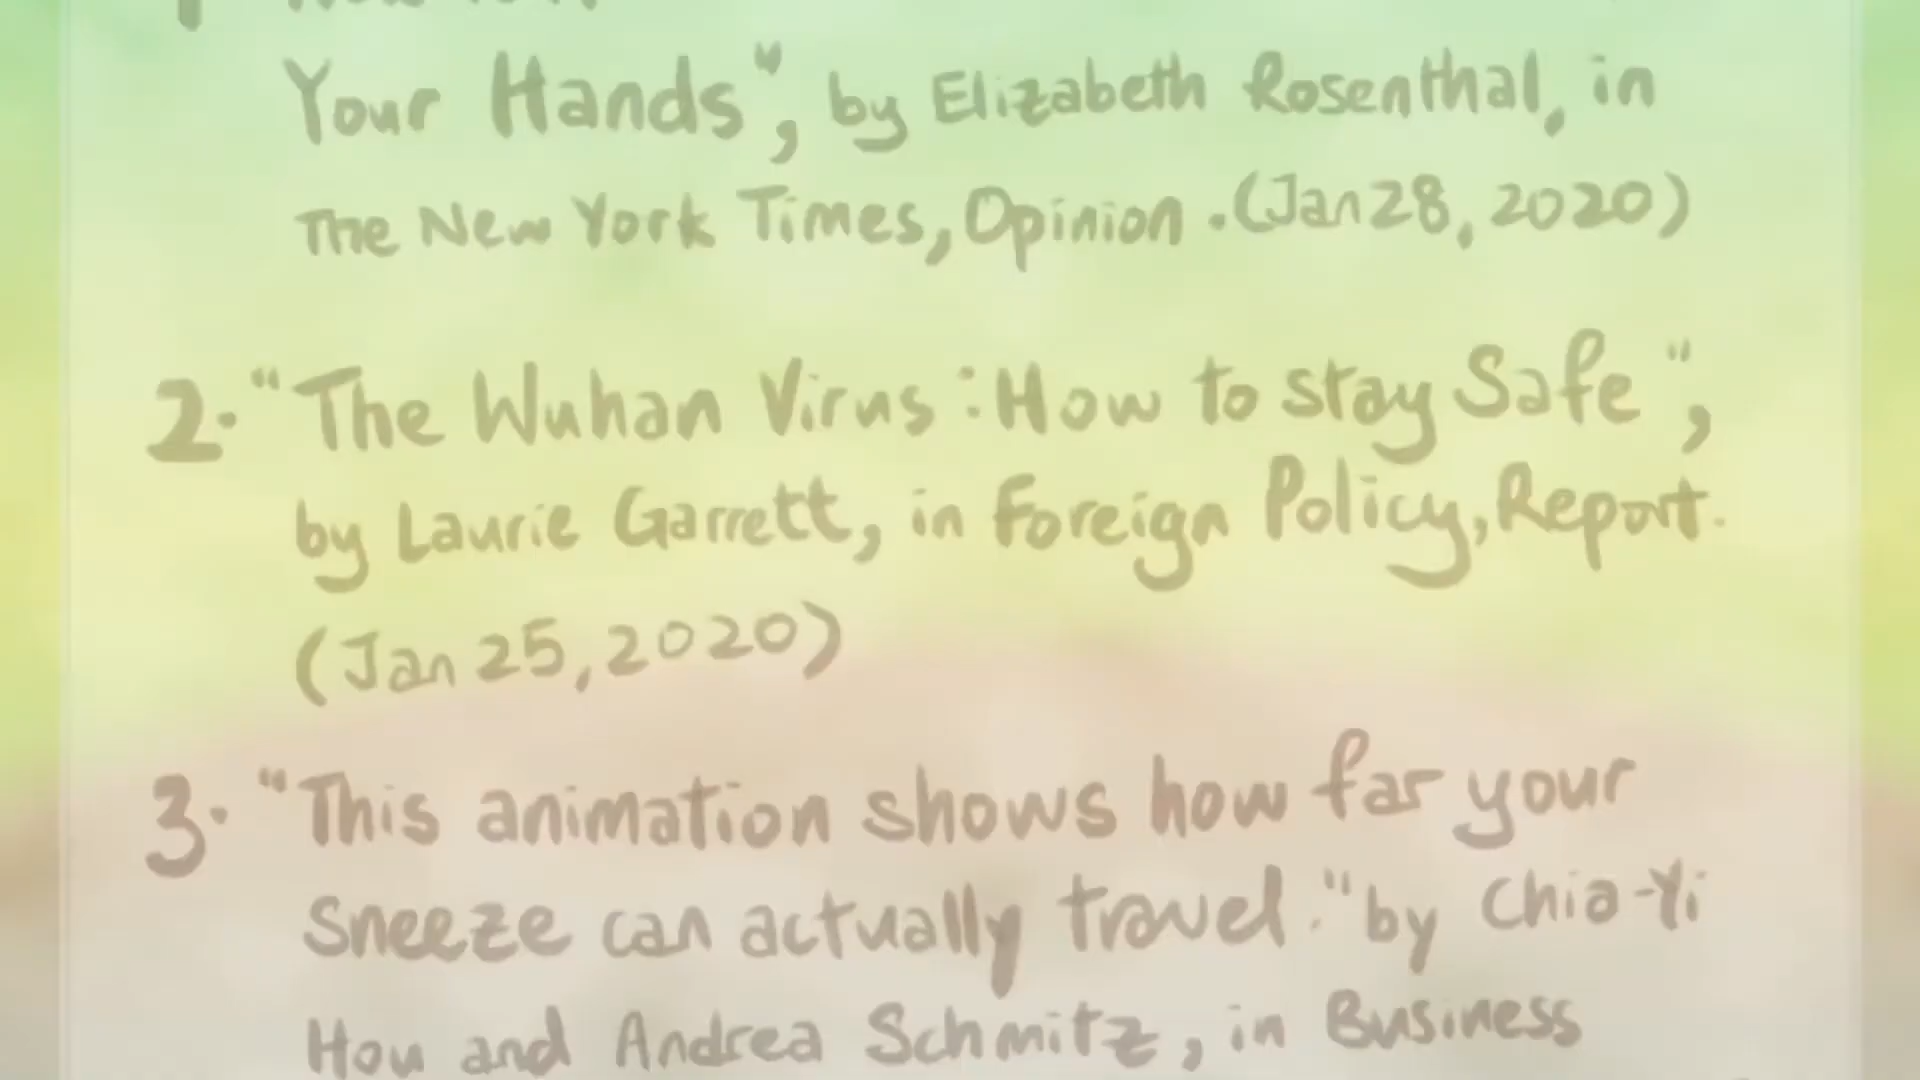 Your Hands", by Elizabeth Rosenthal, in
The New York Times, Opinion. (Jan 28, 2020)
2. "The Wuhan Virus: How to stay Safe",
by Laurie Garrett, in Foreign Policy, Report.
(Jan 25, 2020)
3. "This animation shows how far your
sneeze can actually travel." by Chia-Yi
Hou and Andrea Schmitz, in Business